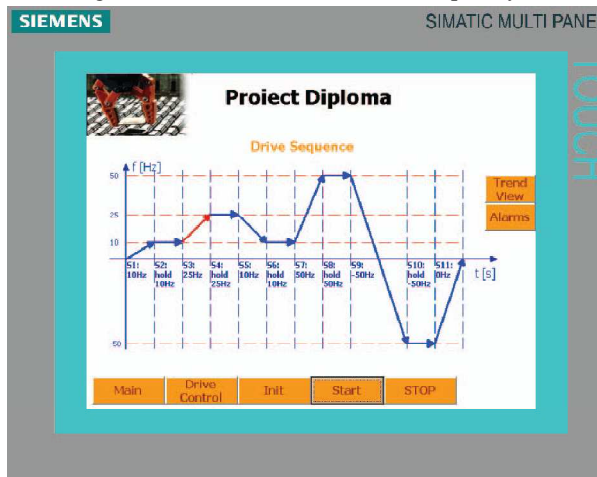 SIEMENS
SIMATIC MULTI PANE
TOUCH
Proiect Diploma
Drive Sequence
f [Hz]
50
25
10
50
t [s]
S1:
10Hz
S2:
hold
10Hz
S3:
25Hz
S4:
hold
25Hz
S5:
10Hz
S6:
hold
10Hz
S7:
50Hz
S8:
hold
50Hz
S9:
-50Hz
S10:
hold
-50Hz
S11:
0Hz
Trend
View
Alarms
Main
Drive
Control
Init
Start
STOP